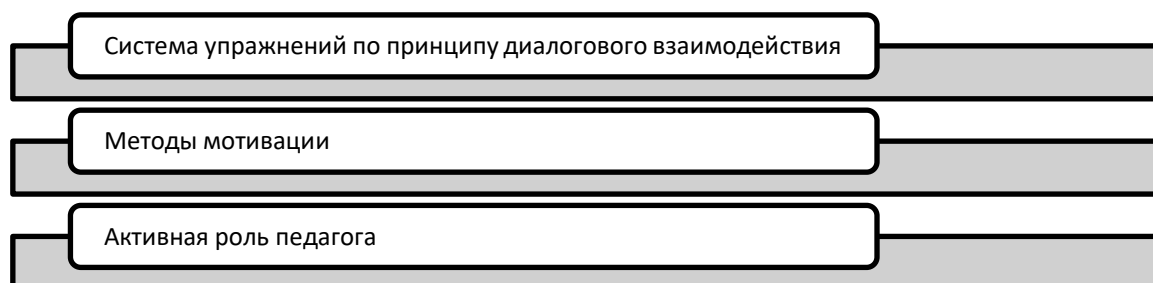 Система упражнений по принципу диалогового взаимодействия
Методы мотивации
Активная роль педагога